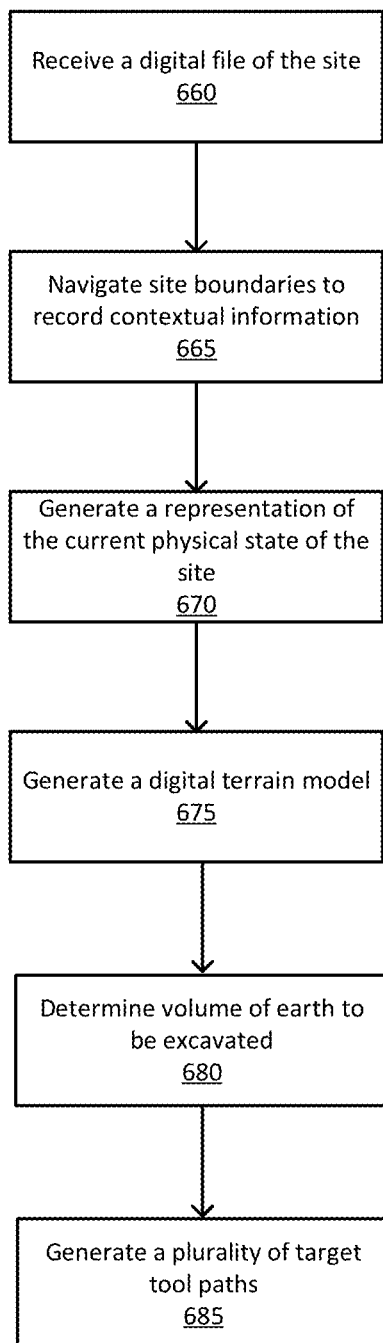 Receive a digital file of the site
660
Navigate site boundaries to
record contextual information
665
Generate a representation of
the current physical state of the
site
670
Generate a digital terrain model
675
Determine volume of earth to
be excavated
680
Generate a plurality of target
tool paths
685